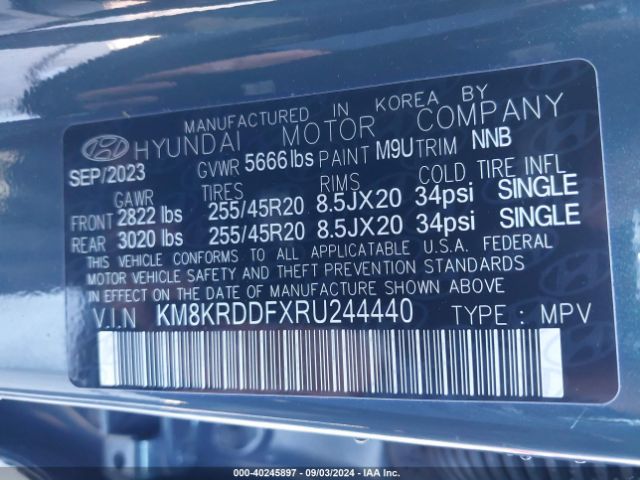 MANUFACTURED IN KOREA BY
HYUNDAI MOTOR COMPANY
SEP/2023 GVWR 5666lbs PAINT M9U TRIM NNB
GAWR TIRES RIMS COLD TIRE INFL
FRONT 2822 lbs 255/45R20 8.5JX20 34psi SINGLE
REAR 3020 lbs 255/45R20 8.5JX20 34psi SINGLE
THIS VEHICLE CONFORMS TO ALL APPLICATABLE U.S.A. FEDERAL
MOTOR VEHICLE SAFETY AND THEFT PREVENTION STANDARDS
IN EFFECT ON THE DATE OF MANUFACTURE SHOWN ABOVE
V.I.N KM8KRDDFXRU244440 TYPE : MPV
000-40245897 - 09/03/2024 - IAA Inc.